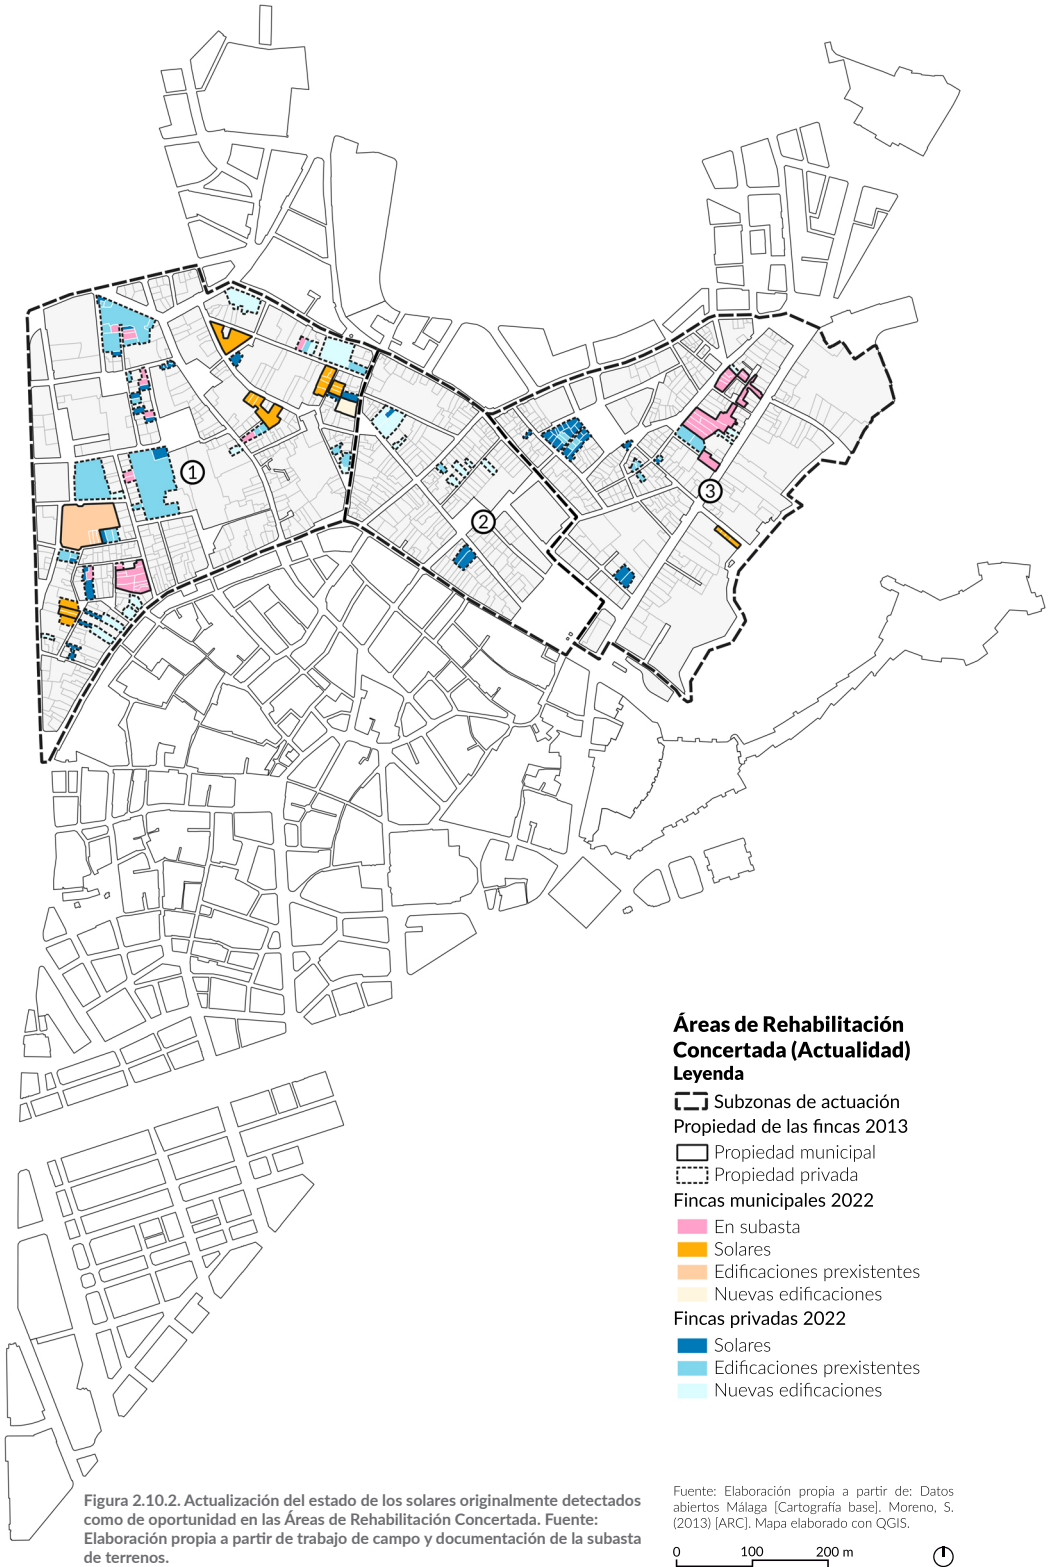 1
2
3
Áreas de Rehabilitación
Concertada (Actualidad)
Leyenda
Subzonas de actuación
Propiedad de las fincas 2013
Propiedad municipal
Propiedad privada
Fincas municipales 2022
En subasta
Solares
Edificaciones prexistentes
Nuevas edificaciones
Fincas privadas 2022
Solares
Edificaciones prexistentes
Nuevas edificaciones
Figura 2.10.2. Actualización del estado de los solares originalmente detectados
como de oportunidad en las Áreas de Rehabilitación Concertada. Fuente:
Elaboración propia a partir de trabajo de campo y documentación de la subasta
de terrenos.
Fuente: Elaboración propia a partir de: Datos
abiertos Málaga [Cartografía base]. Moreno, S.
(2013) [ARC]. Mapa elaborado con QGIS.
0 100 200 m